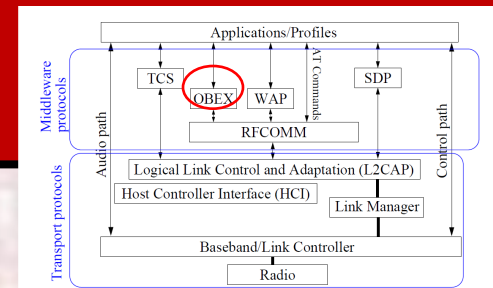 Applications/Profiles
Middleware
protocols
TCS
OBEX
WAP
AT Commands
SDP
RFCOMM
Audio path
Control path
Transport protocols
Logical Link Control and Adaptation (L2CAP)
Host Controller Interface (HCI)
Link Manager
Baseband/Link Controller
Radio